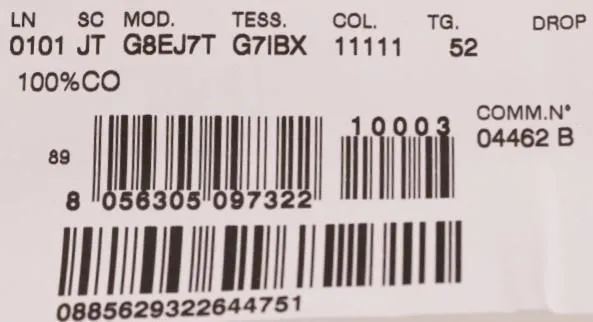 LN SC MOD. TESS. COL. TG. DROP
0101 JT G8EJ7T G7IBX 11111 52
100%CO
10003
COMM.N°
04462 B
89
8 056305 097322
0885629322644751